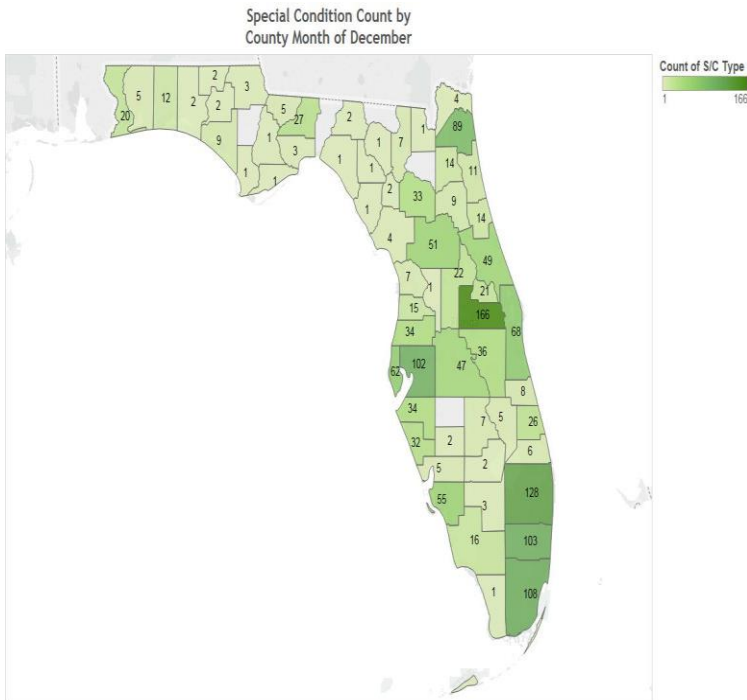 Special Condition Count by
County Month of December
Count of S/C Type
1 166
2
5 12 2 2 3
20 9
5 27 2
1 3 1 7 1
1 1 1 1
1 2
4
89
14 11
33 9
14
4 51
49
22
7 1 21
15 166
68
34 36
62 102 47
8
34 7 5 26
32 2 6
5 2
128
55 3
16 103
1 108